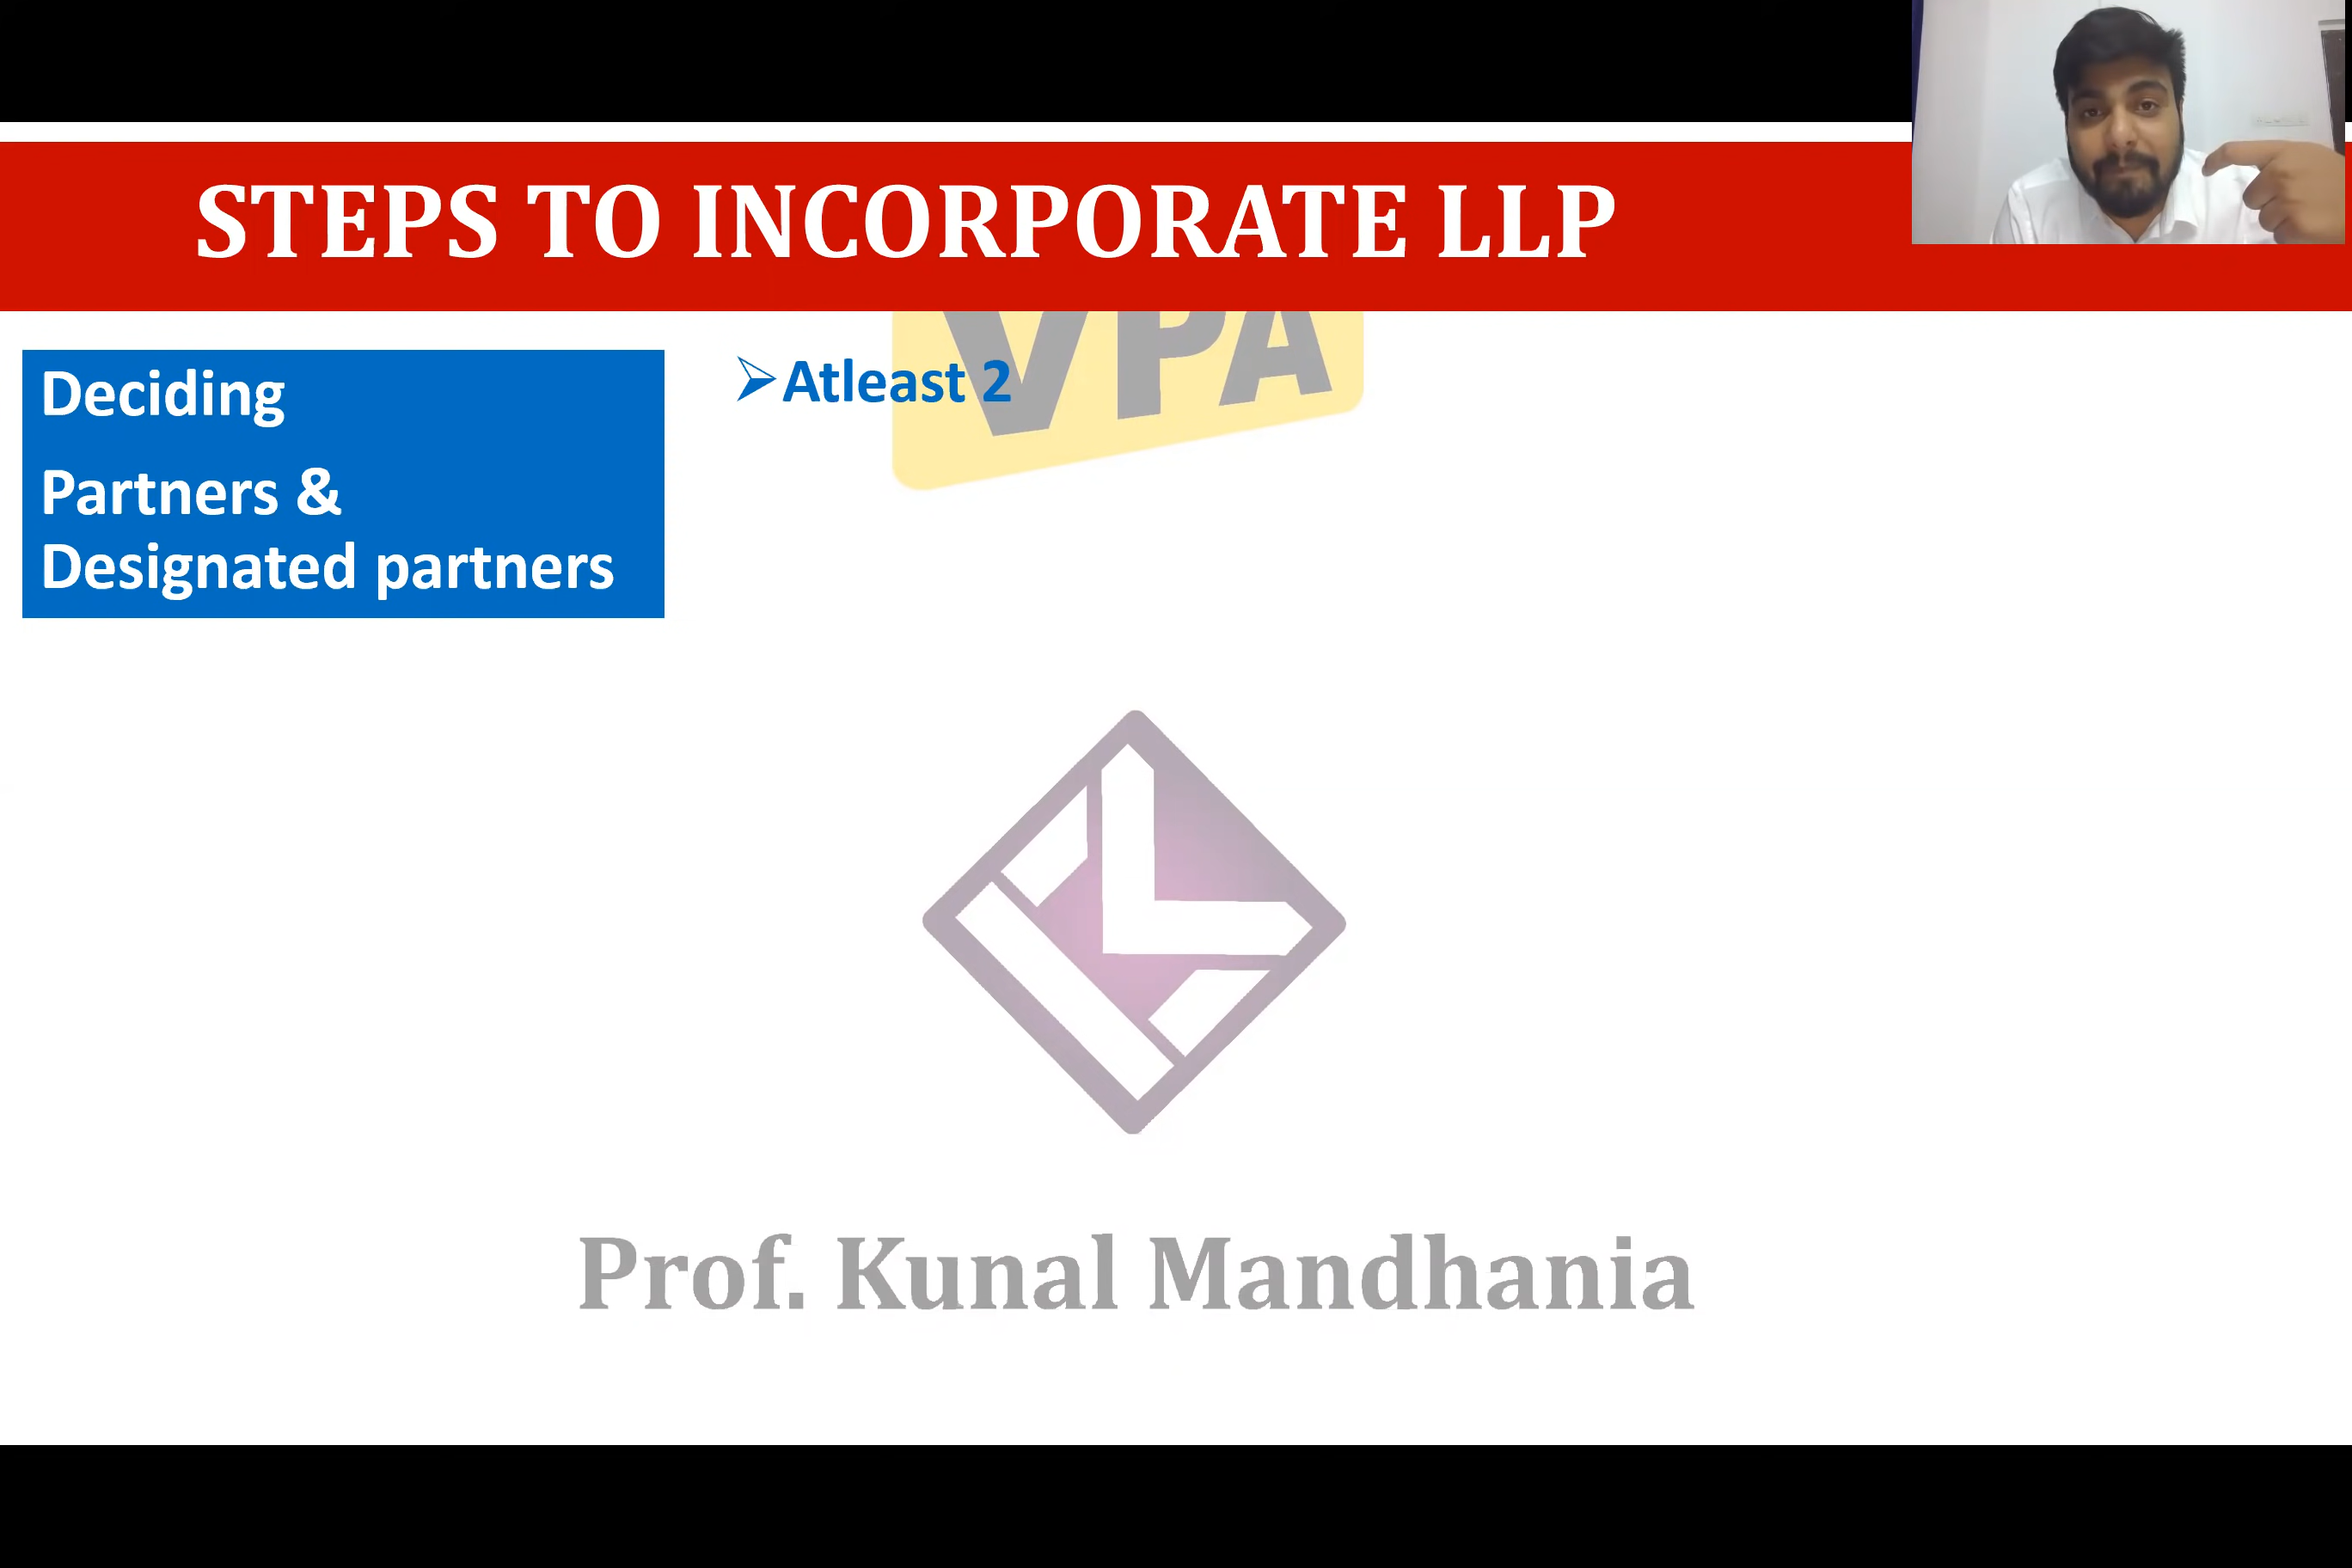 STEPS TO INCORPORATE LLP
VPA
Deciding
Partners &
Designated partners
➢Atleast 2
Prof. Kunal Mandhania